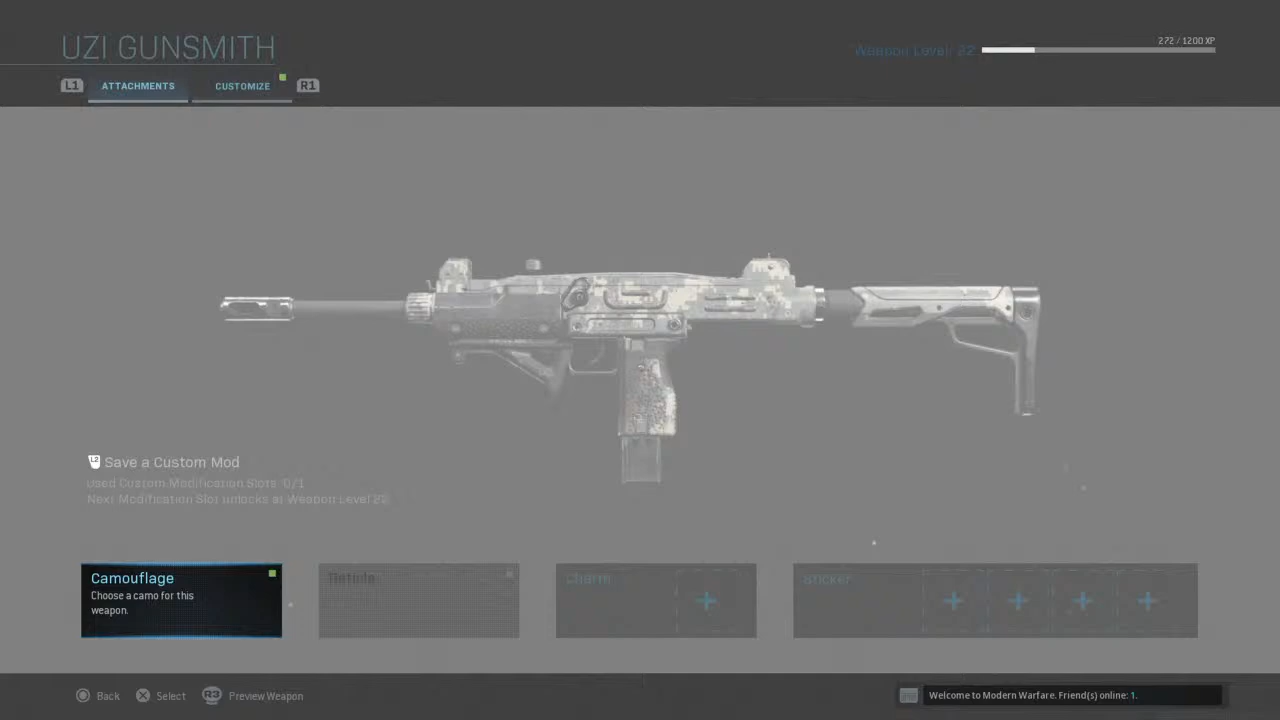 UZI GUNSMITH
272 / 1200 XP
Weapon Level: 22
L1
ATTACHMENTS
CUSTOMIZE
R1
L2 Save a Custom Mod
Used Custom Modification Slots: 0/1
Next Modification Slot unlocks at Weapon Level
Camouflage
Choose a camo for this
weapon.
Reticle
Charm
Sticker
Back
Select
R3 Preview Weapon
Welcome to Modern Warfare. Friend(s) online: 1.